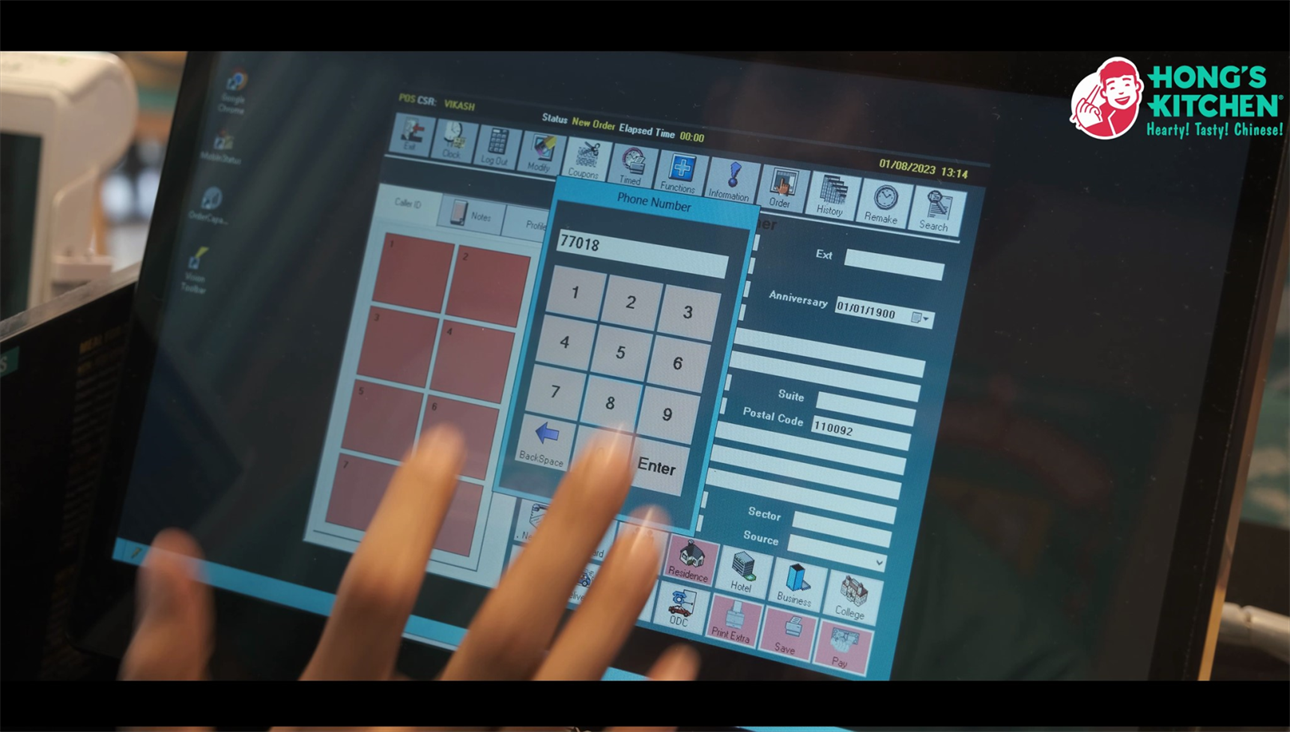 HONG'S
KITCHEN
Hearty! Tasty! Chinese!
Google
Chrome
POS CSR: VIKASH
Status New Order Elapsed Time 00:00
01/08/2023 13:14
Exit
Clock
Log Out
Modify
Coupons
Timed
Functions
Information
Order
History
Remake
Search
Caller ID
Notes
Profile
Phone Number
77018
1 2 3
4 5 6
7 8 9
BackSpace
Enter
1 2
3 4
5 6
7
Ext
Anniversary 01/01/1900
Suite
Postal Code 110092
Sector
Source
Residence
Hotel
Business
College
ODC
Print Extra
Save
Pay